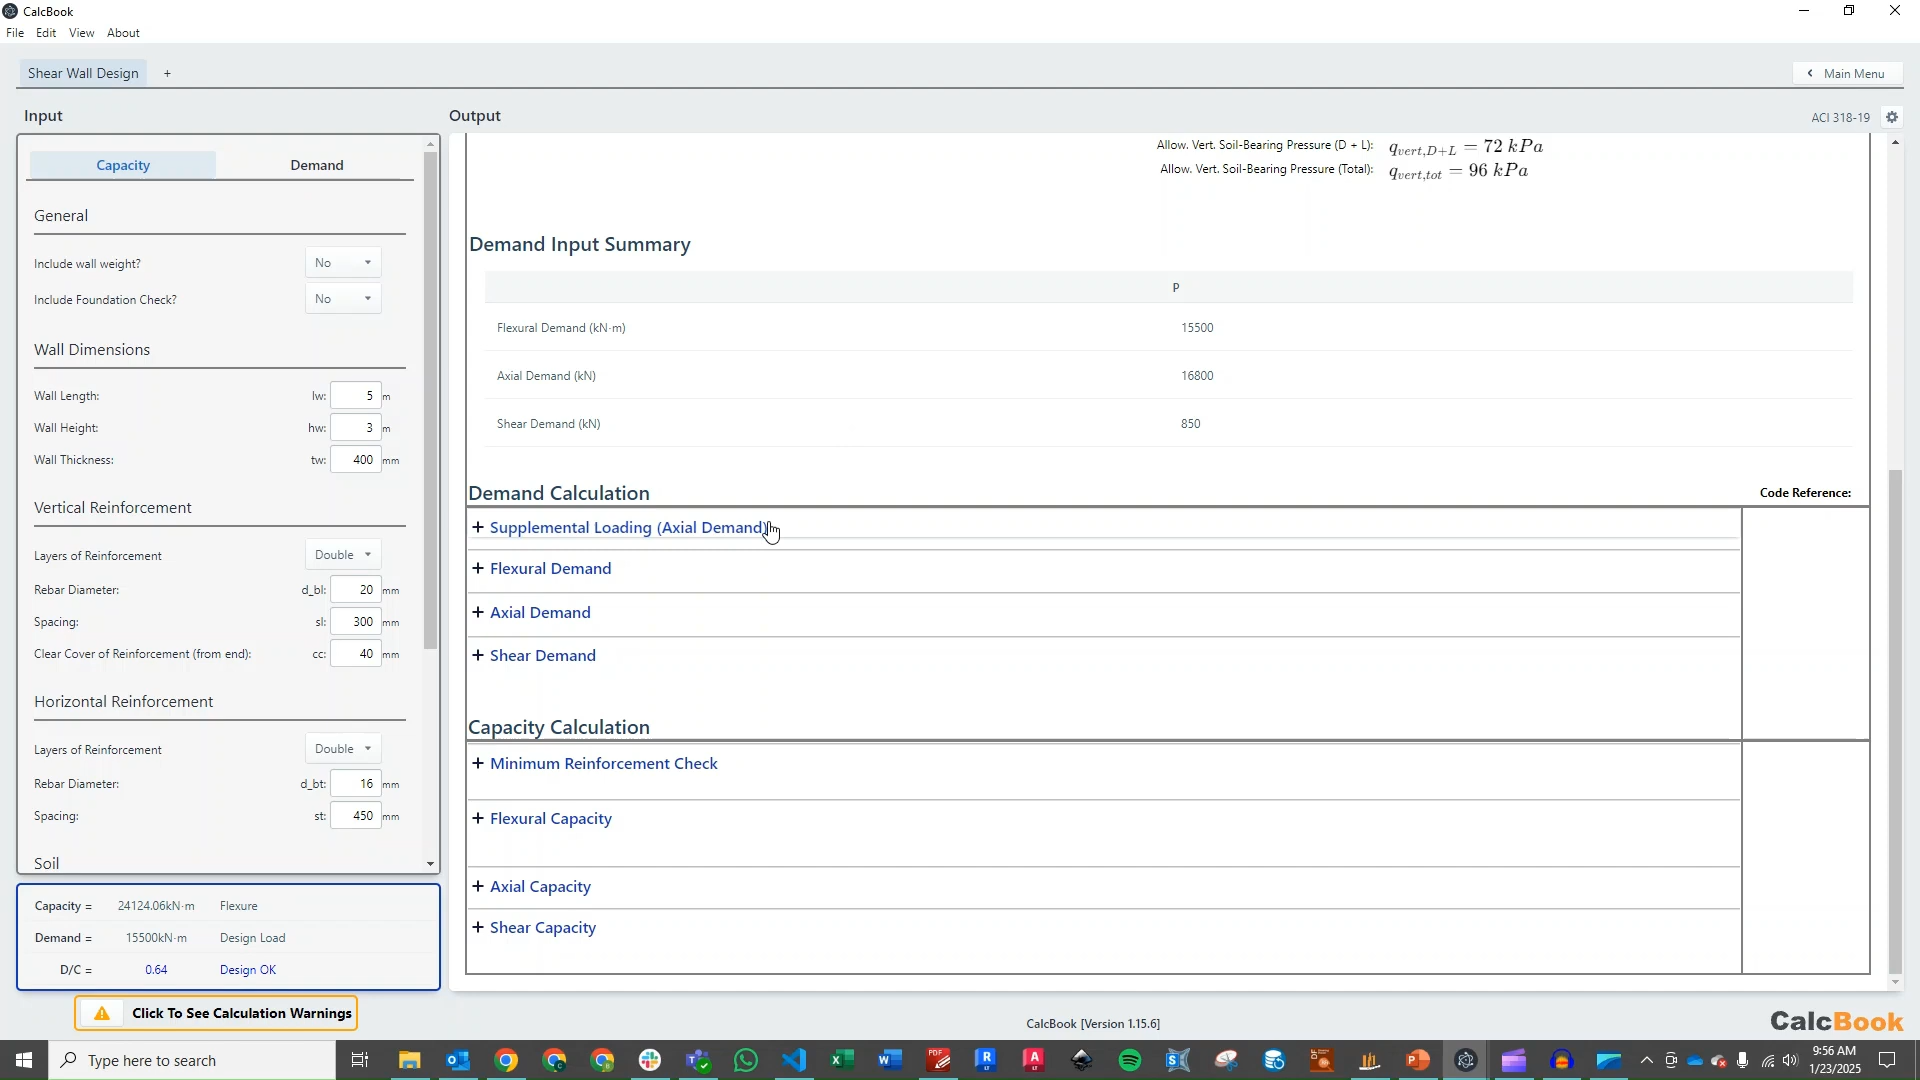 CalcBook
File Edit View About
Shear Wall Design +
Main Menu
Input
Output
ACI 318-19
Capacity Demand
General
Include wall weight? No
Include Foundation Check? No
Wall Dimensions
Wall Length: lw: 5 m
Wall Height: hw: 3 m
Wall Thickness: tw: 400 mm
Vertical Reinforcement
Layers of Reinforcement Double
Rebar Diameter: d_bl: 20 mm
Spacing: sl: 300 mm
Clear Cover of Reinforcement (from end): cc: 40 mm
Horizontal Reinforcement
Layers of Reinforcement Double
Rebar Diameter: d_bt: 16 mm
Spacing: st: 450 mm
Soil
Capacity = 24124.06kN·m Flexure
Demand = 15500kN·m Design Load
D/C = 0.64 Design OK
Click To See Calculation Warnings
Allow. Vert. Soil-Bearing Pressure (D + L): qvert,D+L = 72 kPa
Allow. Vert. Soil-Bearing Pressure (Total): qvert,tot = 96 kPa
Demand Input Summary
P
Flexural Demand (kN·m) 15500
Axial Demand (kN) 16800
Shear Demand (kN) 850
Demand Calculation
Code Reference:
+ Supplemental Loading (Axial Demand)
+ Flexural Demand
+ Axial Demand
+ Shear Demand
Capacity Calculation
+ Minimum Reinforcement Check
+ Flexural Capacity
+ Axial Capacity
+ Shear Capacity
CalcBook [Version 1.15.6]
CalcBook
Type here to search
9:56 AM
1/23/2025